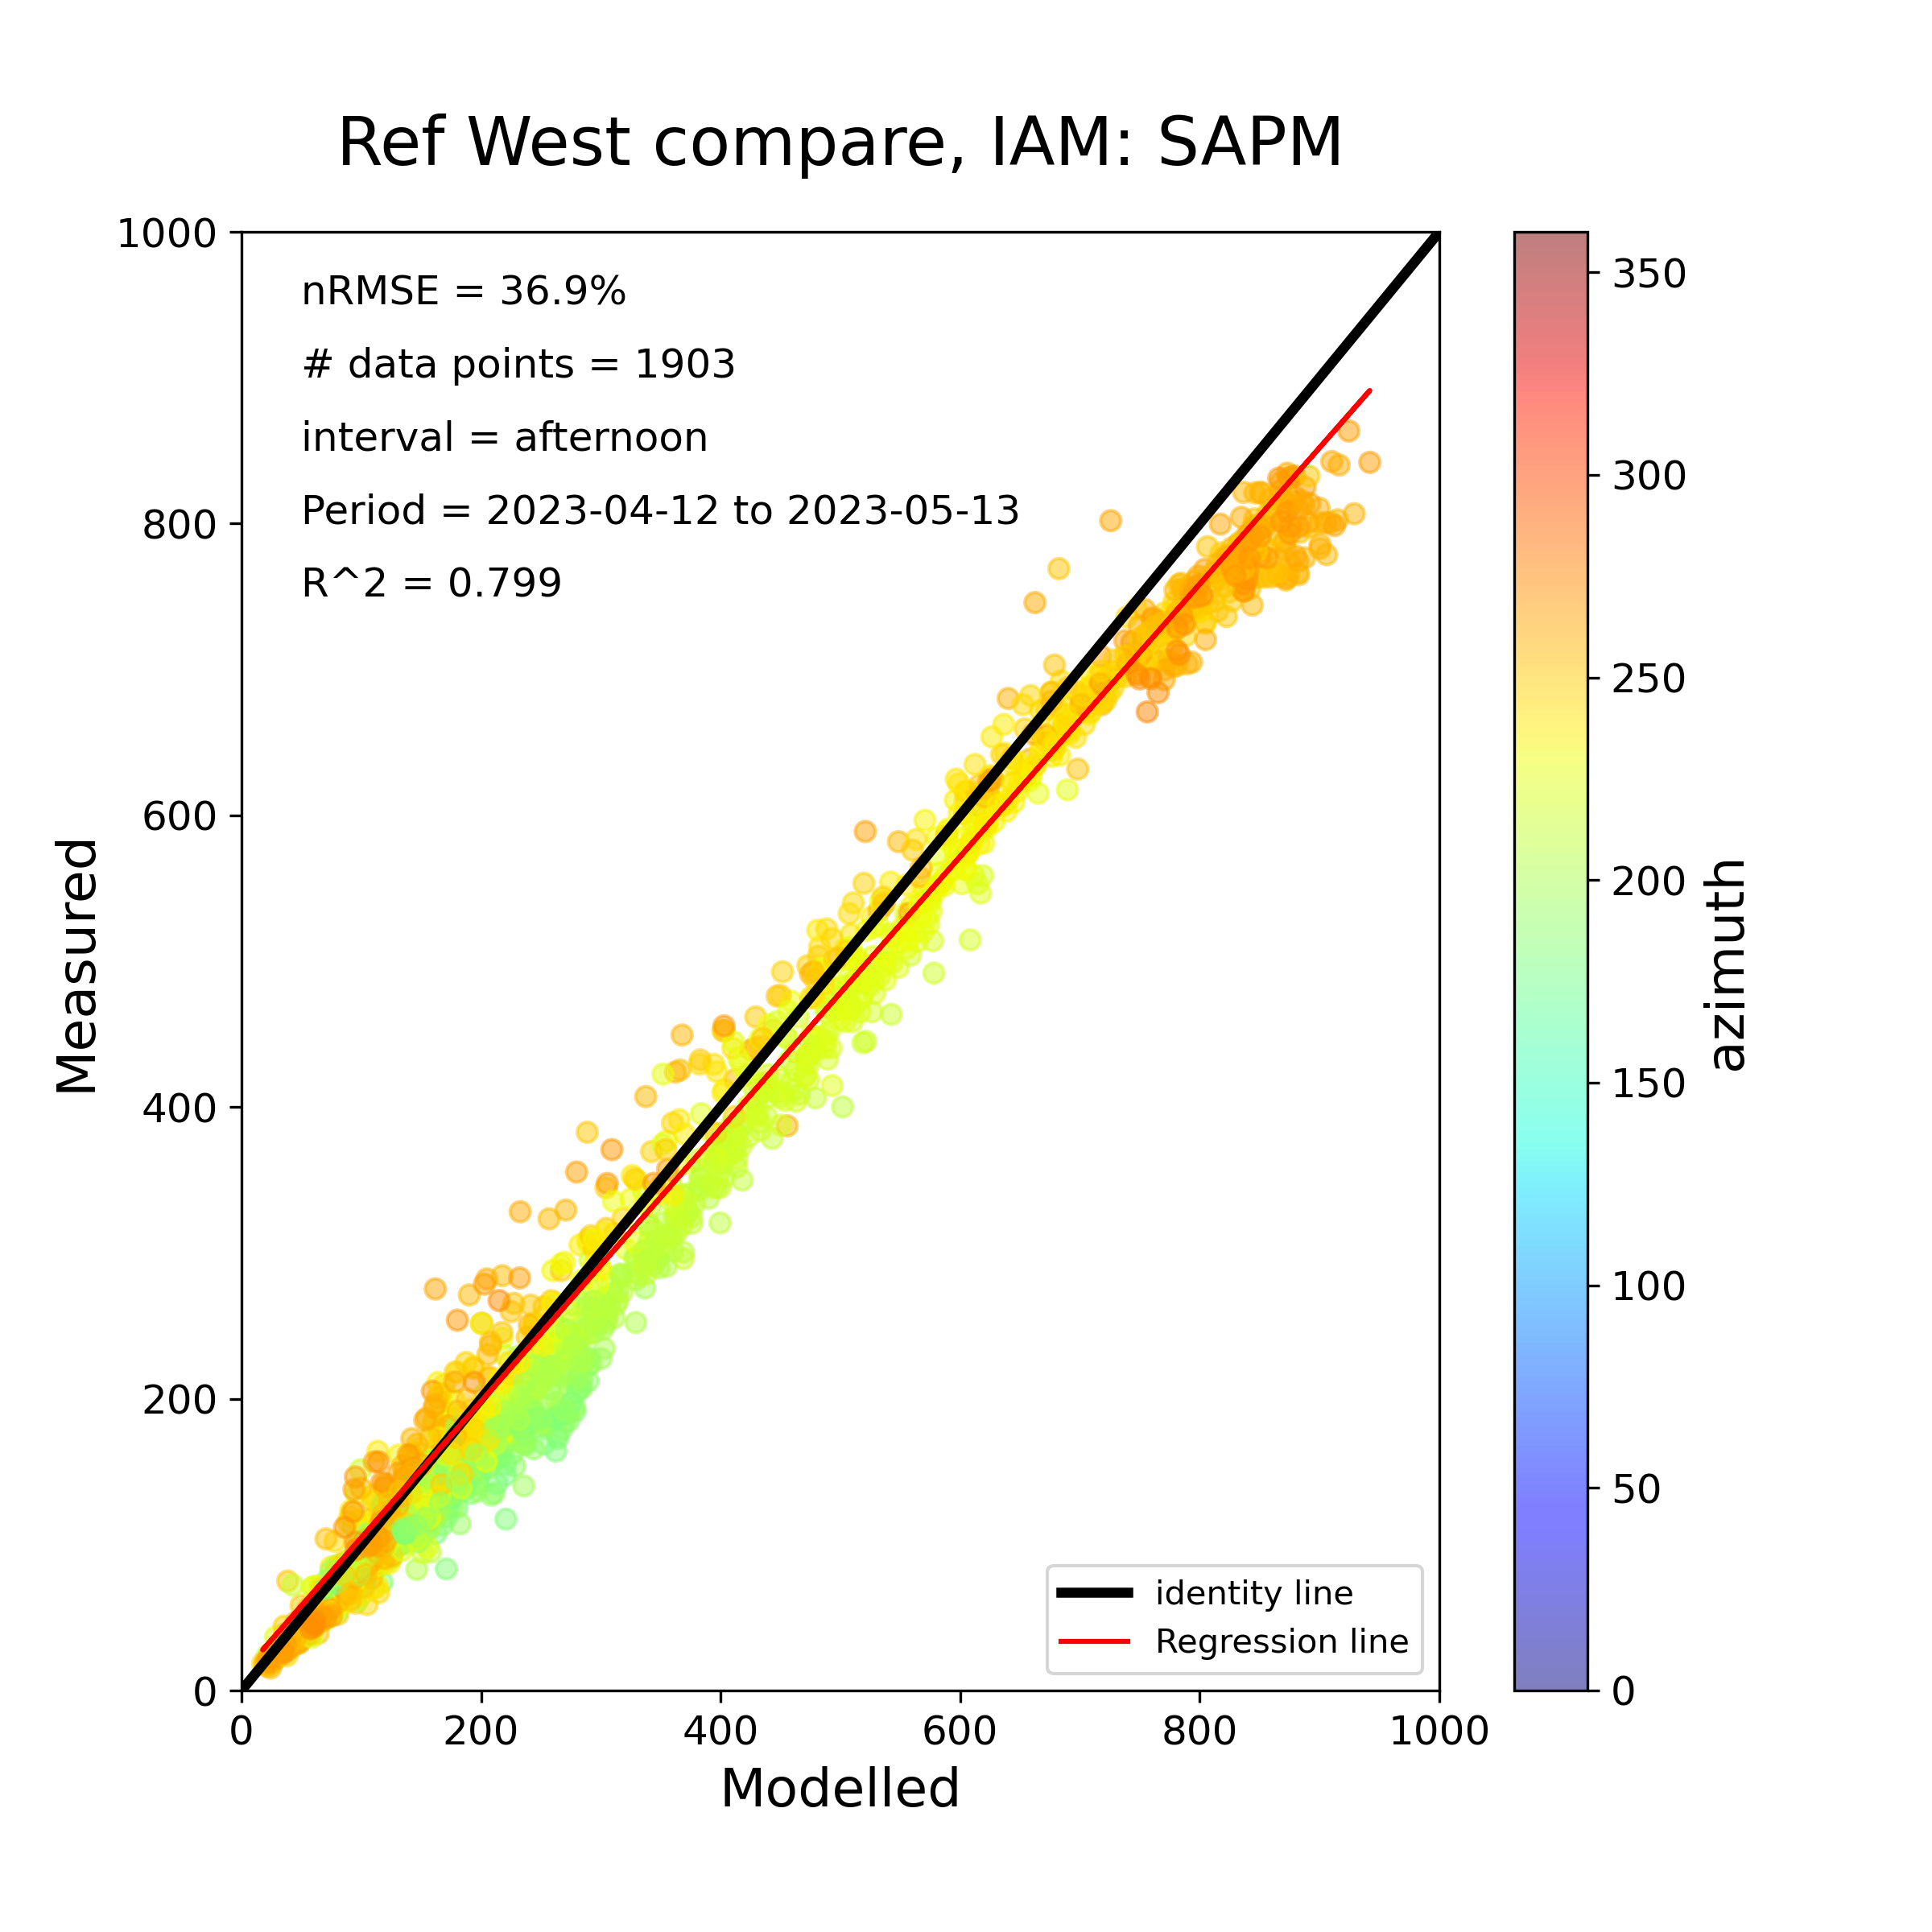 Ref West compare, IAM: SAPM
nRMSE = 36.9%
# data points = 1903
interval = afternoon
Period = 2023-04-12 to 2023-05-13
R^2 = 0.799
Measured
1000
800
600
400
200
0
0 200 400 600 800 1000
Modelled
identity line
Regression line
350
300
250
200
150
100
50
0
azimuth